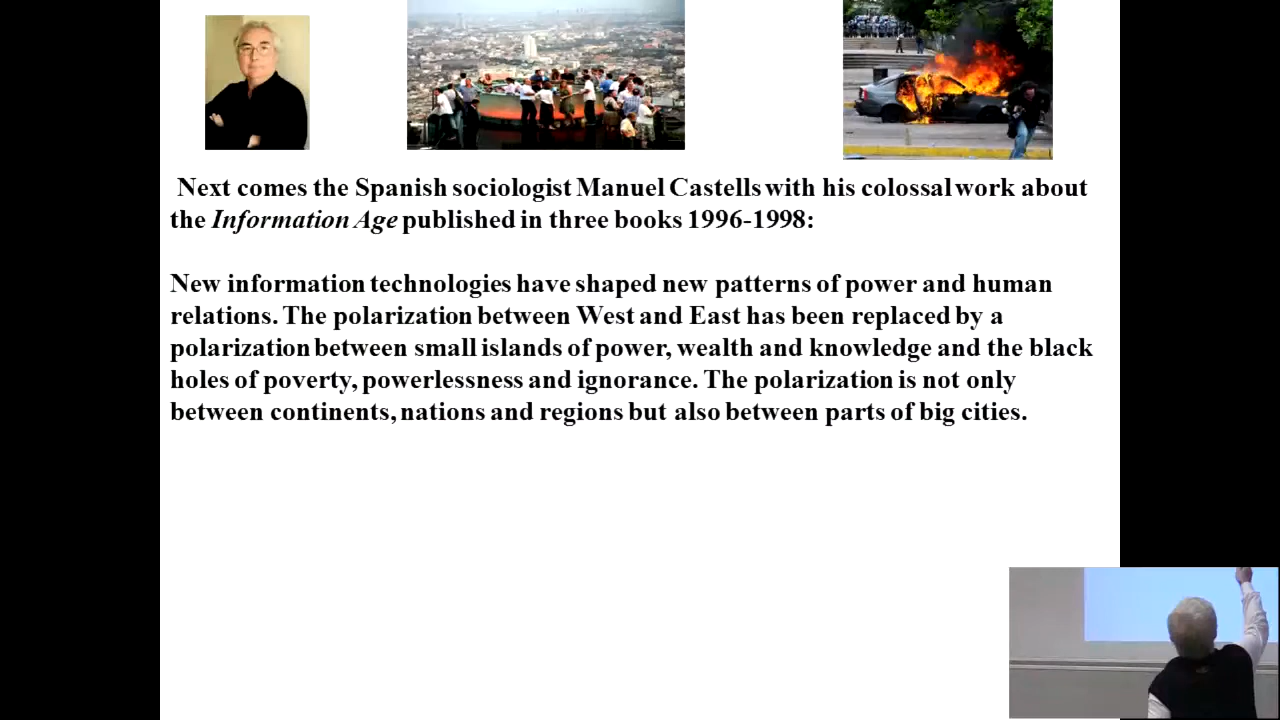 Next comes the Spanish sociologist Manuel Castells with his colossal work about
the Information Age published in three books 1996-1998:
New information technologies have shaped new patterns of power and human
relations. The polarization between West and East has been replaced by a
polarization between small islands of power, wealth and knowledge and the black
holes of poverty, powerlessness and ignorance. The polarization is not only
between continents, nations and regions but also between parts of big cities.